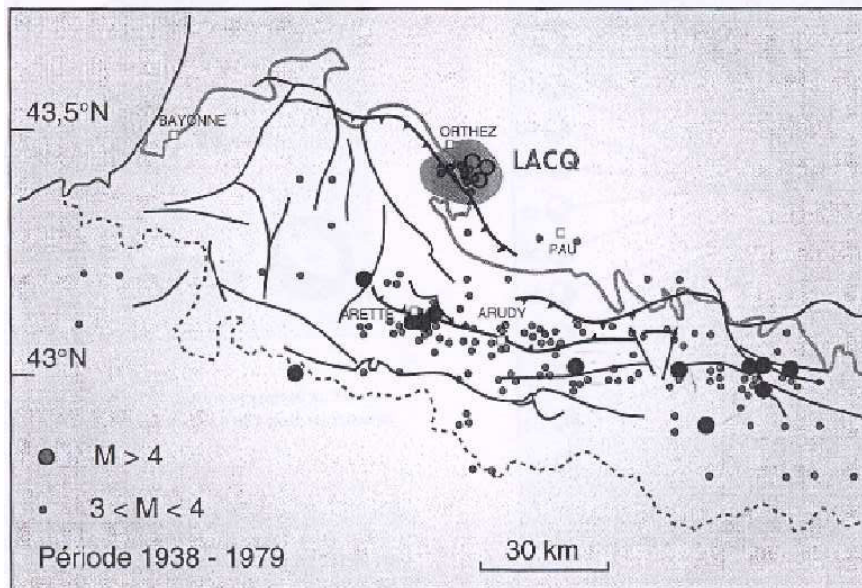 43,5°N
BAYONNE
ORTHEZ
LACQ
PAU
ARETTE
ARUDY
43°N
M > 4
3 < M < 4
Période 1938 - 1979
30 km